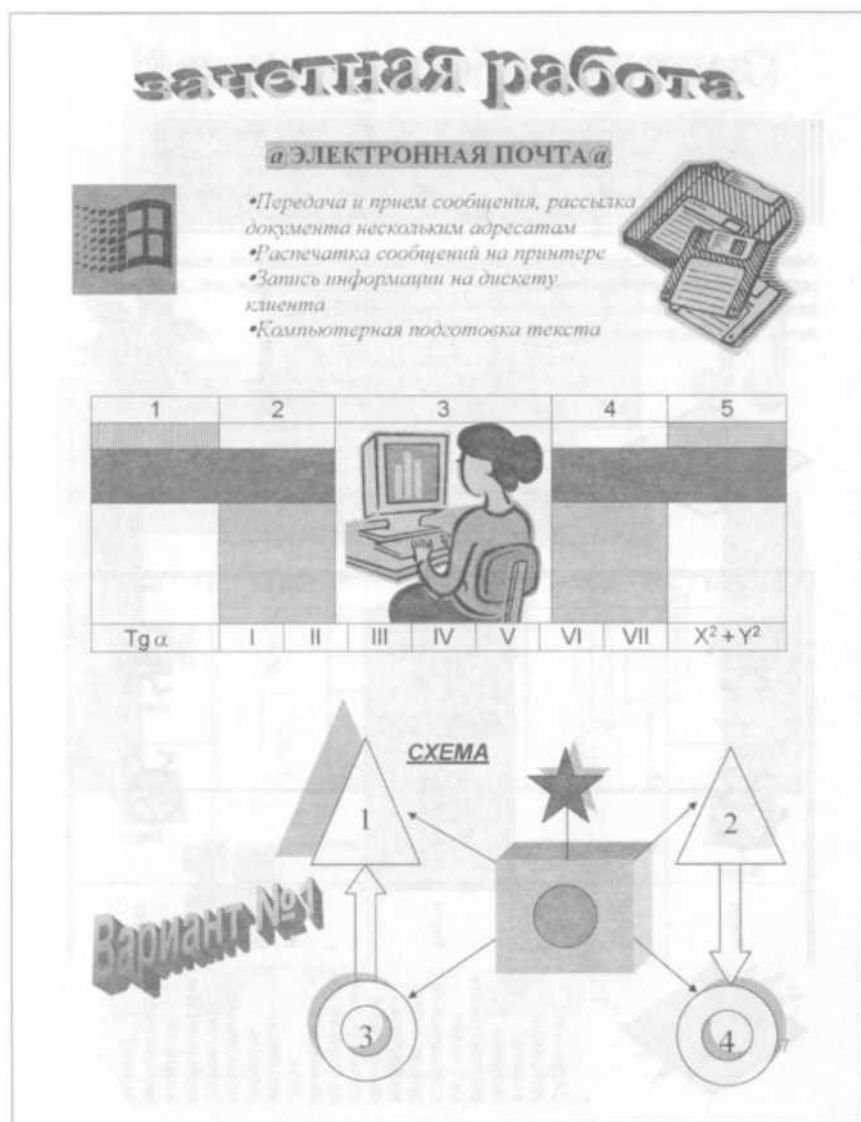 зачетная работа
@ ЭЛЕКТРОННАЯ ПОЧТА @
•Передача и прием сообщения, рассылка
документа нескольким адресатам
•Распечатка сообщений на принтере
•Запись информации на дискету
клиента
•Компьютерная подготовка текста
1 2 3 4 5
Tg α I II III IV V VI VII X² + Y²
СХЕМА
1 2
Вариант №1
3 4